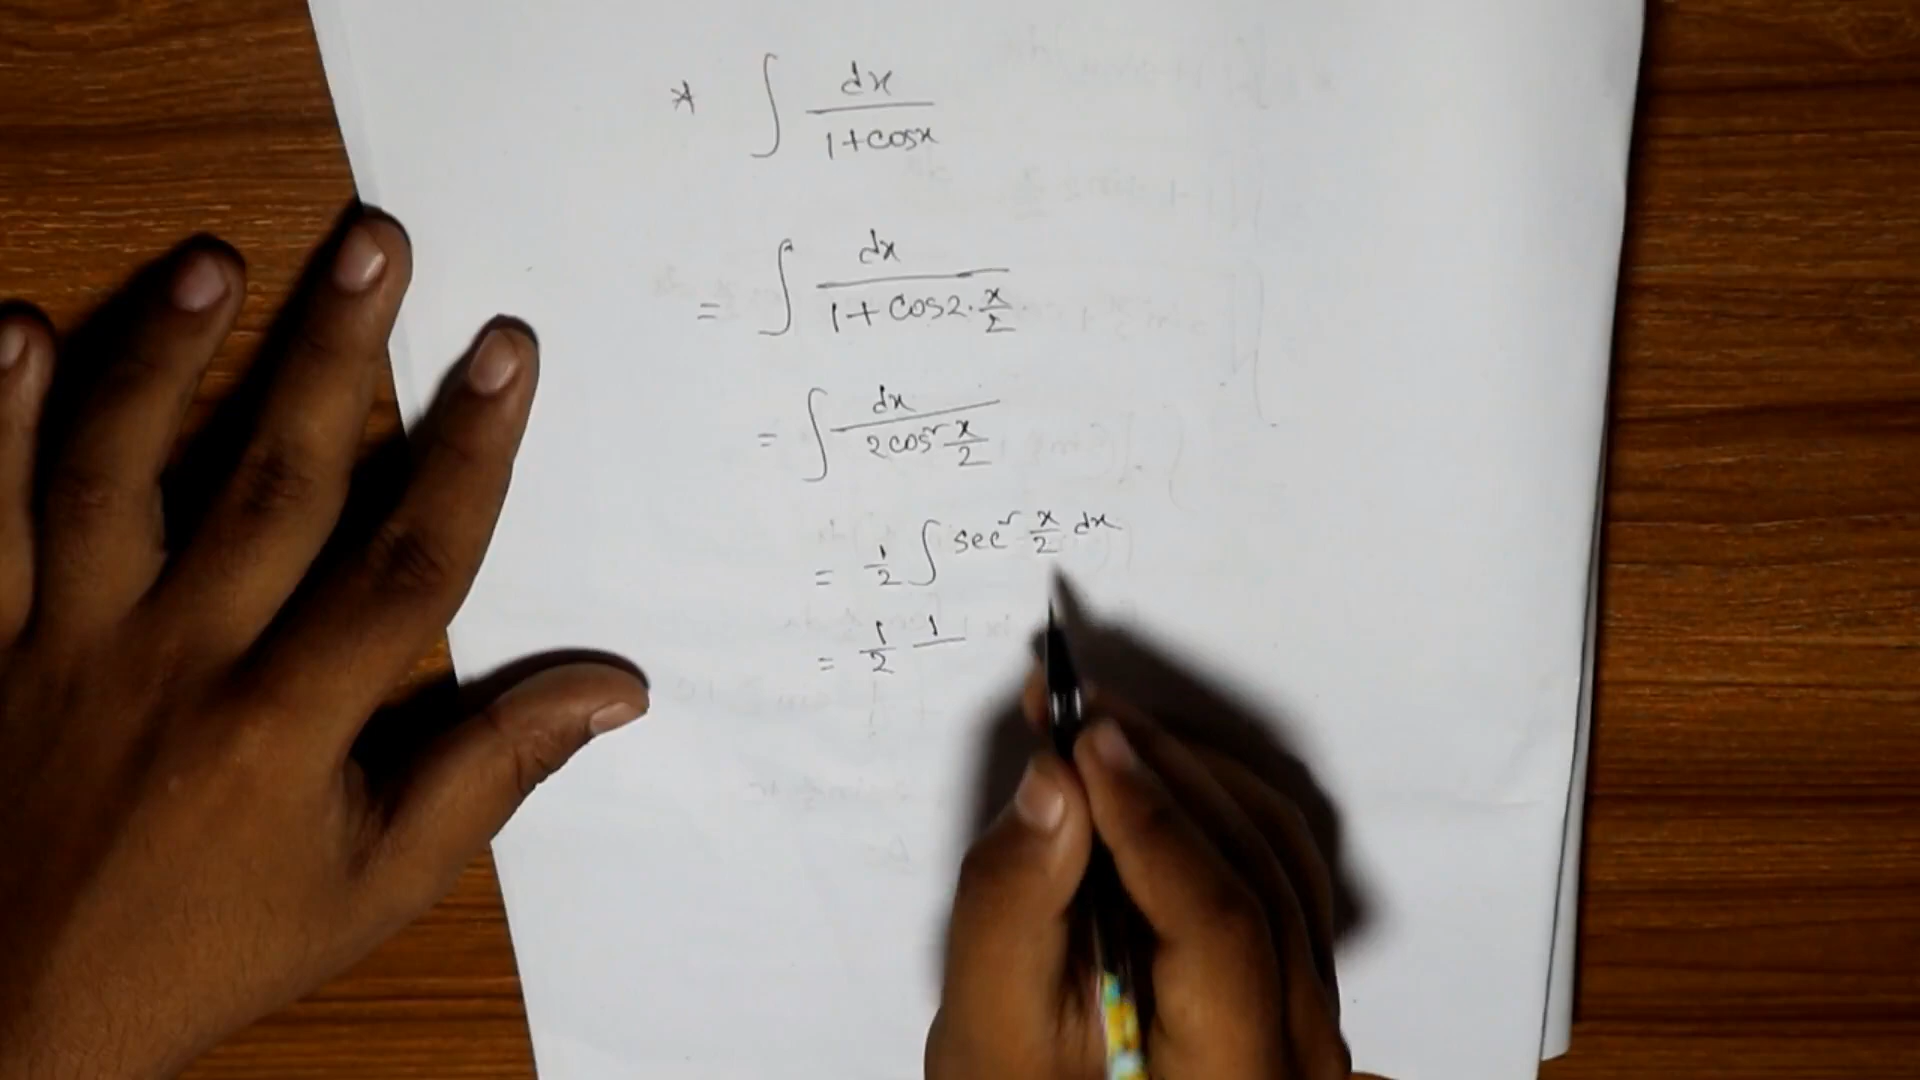 * ∫ dx / 1+cosx
= ∫ dx / 1+cos2·x/2
= ∫ dx / 2cos² x/2
= 1/2 ∫ sec² x/2 dx
= 1/2 1/